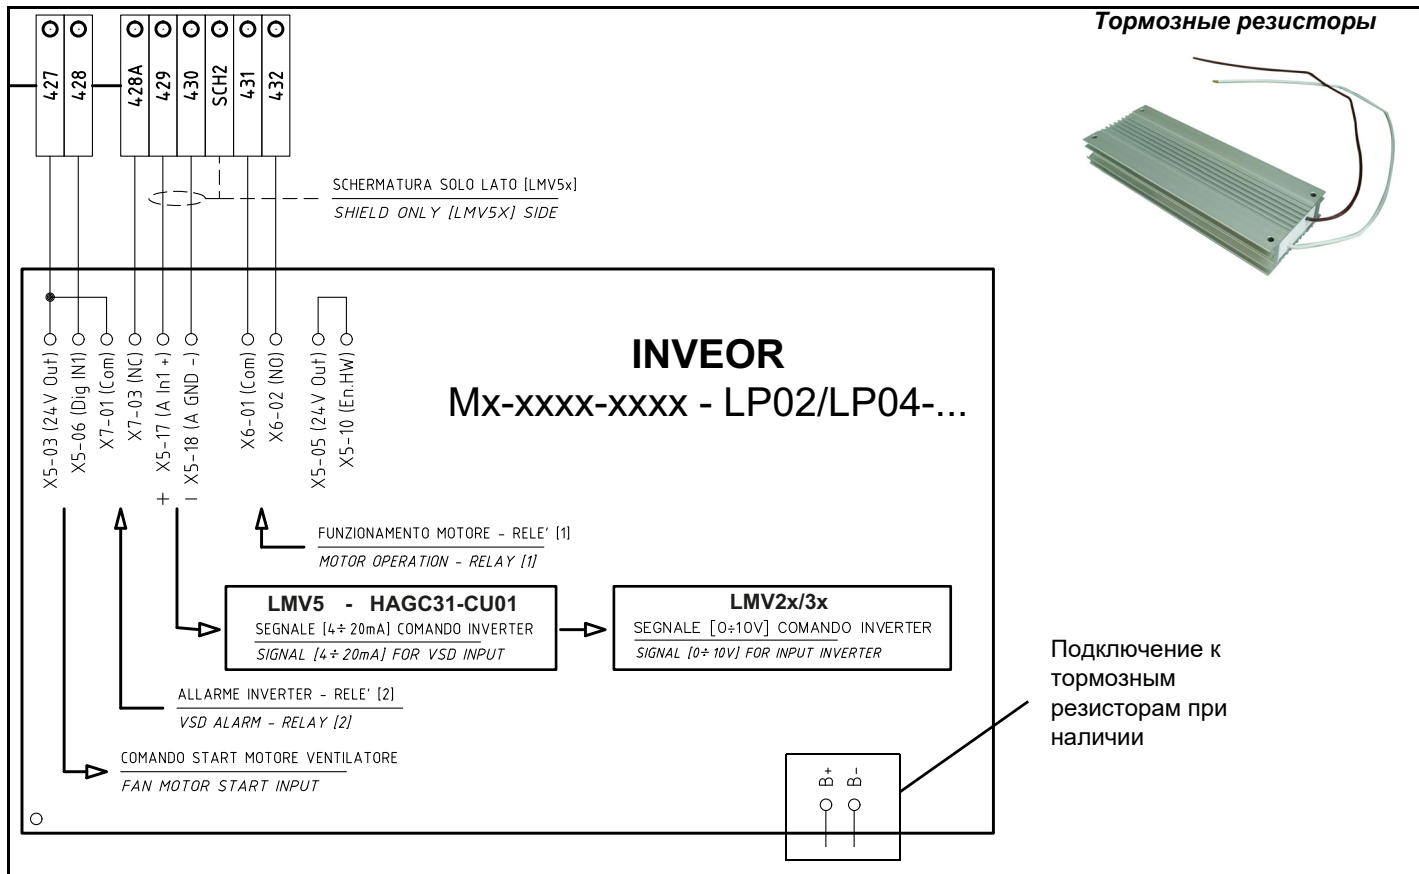 Тормозные резисторы
427
428
428A
429
430
SCH2
431
432
SCHERMATURA SOLO LATO [LMV5x]
SHIELD ONLY [LMV5X] SIDE
X5-03 (24V Out)
X5-06 (Dig IN1)
X7-01 (Com)
X7-03 (NC)
+ X5-17 (A In1 +)
- X5-18 (A GND -)
X6-01 (Com)
X6-02 (NO)
X5-05 (24V Out)
X5-10 (En.HW)
INVEOR
Mx-xxxx-xxxx - LP02/LP04-...
FUNZIONAMENTO MOTORE - RELE' [1]
MOTOR OPERATION - RELAY [1]
LMV5 - HAGC31-CU01
SEGNALE [4÷20mA] COMANDO INVERTER
SIGNAL [4÷20mA] FOR VSD INPUT
LMV2x/3x
SEGNALE [0÷10V] COMANDO INVERTER
SIGNAL [0÷10V] FOR INPUT INVERTER
ALLARME INVERTER - RELE' [2]
VSD ALARM - RELAY [2]
COMANDO START MOTORE VENTILATORE
FAN MOTOR START INPUT
B+
B-
Подключение к
тормозным
резисторам при
наличии